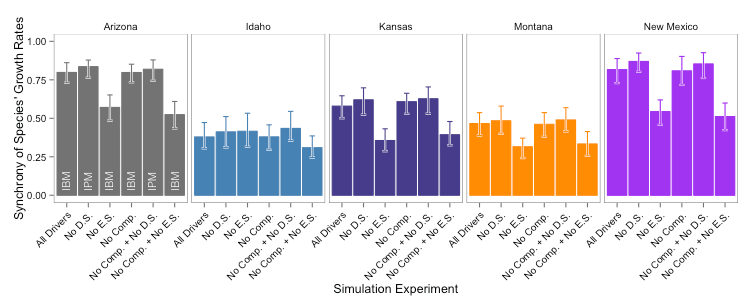 Arizona
Idaho
Kansas
Montana
New Mexico
Synchrony of Species' Growth Rates
1.00
0.75
0.50
0.25
0.00
IBM
IPM
IBM
IBM
IPM
IBM
All Drivers
No D.S.
No E.S.
No Comp.
No Comp. + No D.S.
No Comp. + No E.S.
All Drivers
No D.S.
No E.S.
No Comp.
No Comp. + No D.S.
No Comp. + No E.S.
All Drivers
No D.S.
No E.S.
No Comp.
No Comp. + No D.S.
No Comp. + No E.S.
All Drivers
No D.S.
No E.S.
No Comp.
No Comp. + No D.S.
No Comp. + No E.S.
All Drivers
No D.S.
No E.S.
No Comp.
No Comp. + No D.S.
No Comp. + No E.S.
Simulation Experiment